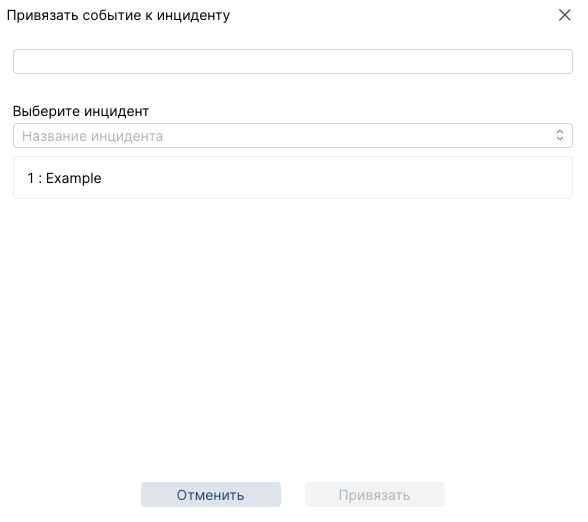 Привязать событие к инциденту
Выберите инцидент
Название инцидента
1 : Example
Отменить
Привязать